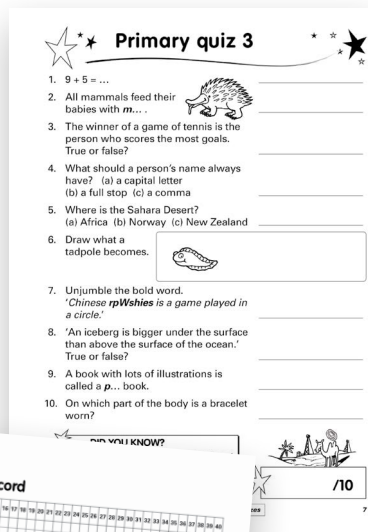 Primary quiz 3
1. 9 + 5 = ...
2. All mammals feed their
babies with m... .
3. The winner of a game of tennis is the
person who scores the most goals.
True or false?
4. What should a person's name always
have? (a) a capital letter
(b) a full stop (c) a comma
5. Where is the Sahara Desert?
(a) Africa (b) Norway (c) New Zealand
6. Draw what a
tadpole becomes.
7. Unjumble the bold word.
'Chinese rpWshies is a game played in
a circle.'
8. 'An iceberg is bigger under the surface
than above the surface of the ocean.'
True or false?
9. A book with lots of illustrations is
called a p... book.
10. On which part of the body is a bracelet
worn?
DID YOU KNOW?
/10
7
16 17 18 19 20 21 22 23 24 25 26 27 28 29 30 31 32 33 34 35 36 37 38 39 40